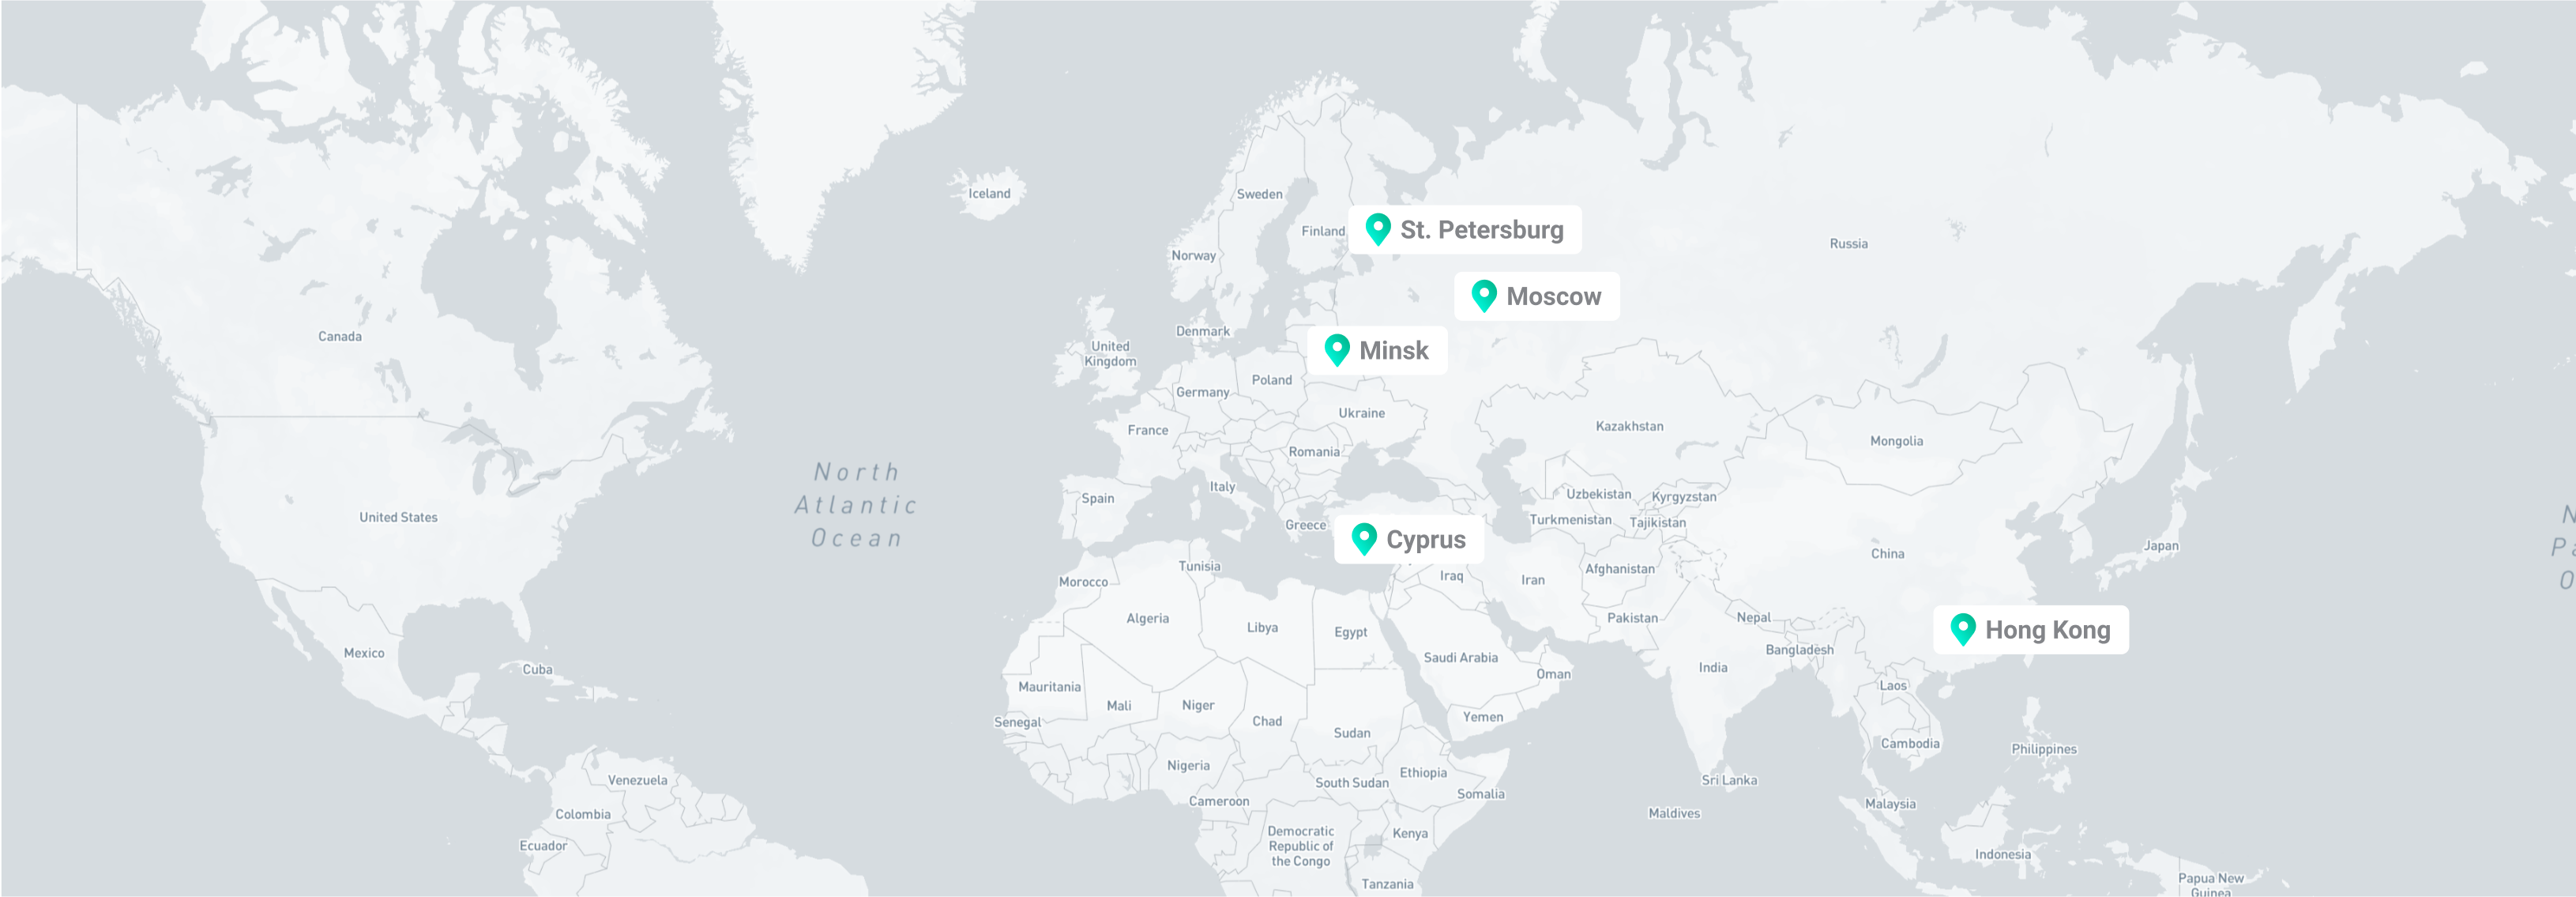 Iceland
Sweden
Finland
St. Petersburg
Russia
Norway
Moscow
Canada
Denmark
United
Kingdom
Minsk
Poland
Germany
Ukraine
France
Kazakhstan
Mongolia
Romania
North
Atlantic
Ocean
Italy
Spain
Uzbekistan
Kyrgyzstan
United States
Greece
Turkmenistan
Tajikistan
Cyprus
China
Japan
N
Pa
O
Tunisia
Morocco
Iraq
Iran
Afghanistan
Algeria
Libya
Egypt
Pakistan
Nepal
Hong Kong
Mexico
Cuba
Saudi Arabia
Bangladesh
India
Oman
Mauritania
Laos
Mali
Niger
Senegal
Chad
Yemen
Sudan
Cambodia
Philippines
Nigeria
Ethiopia
Venezuela
South Sudan
Sri Lanka
Somalia
Cameroon
Malaysia
Colombia
Maldives
Democratic
Republic of
the Congo
Kenya
Ecuador
Indonesia
Tanzania
Papua New
Guinea